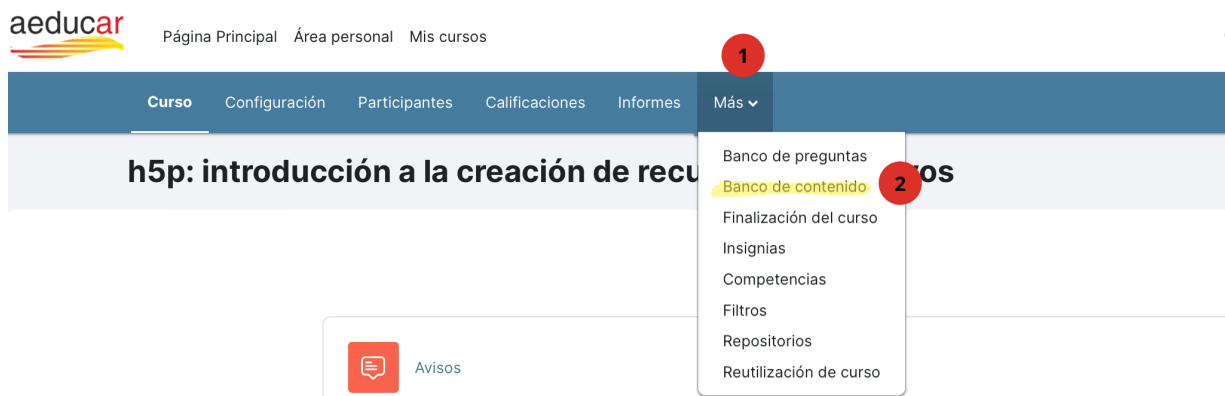 aeducar
Página Principal Área personal Mis cursos
1
Curso Configuración Participantes Calificaciones Informes Más
h5p: introducción a la creación de recu
os
Banco de preguntas
Banco de contenido
2
Finalización del curso
Insignias
Competencias
Filtros
Repositorios
Reutilización de curso
Avisos